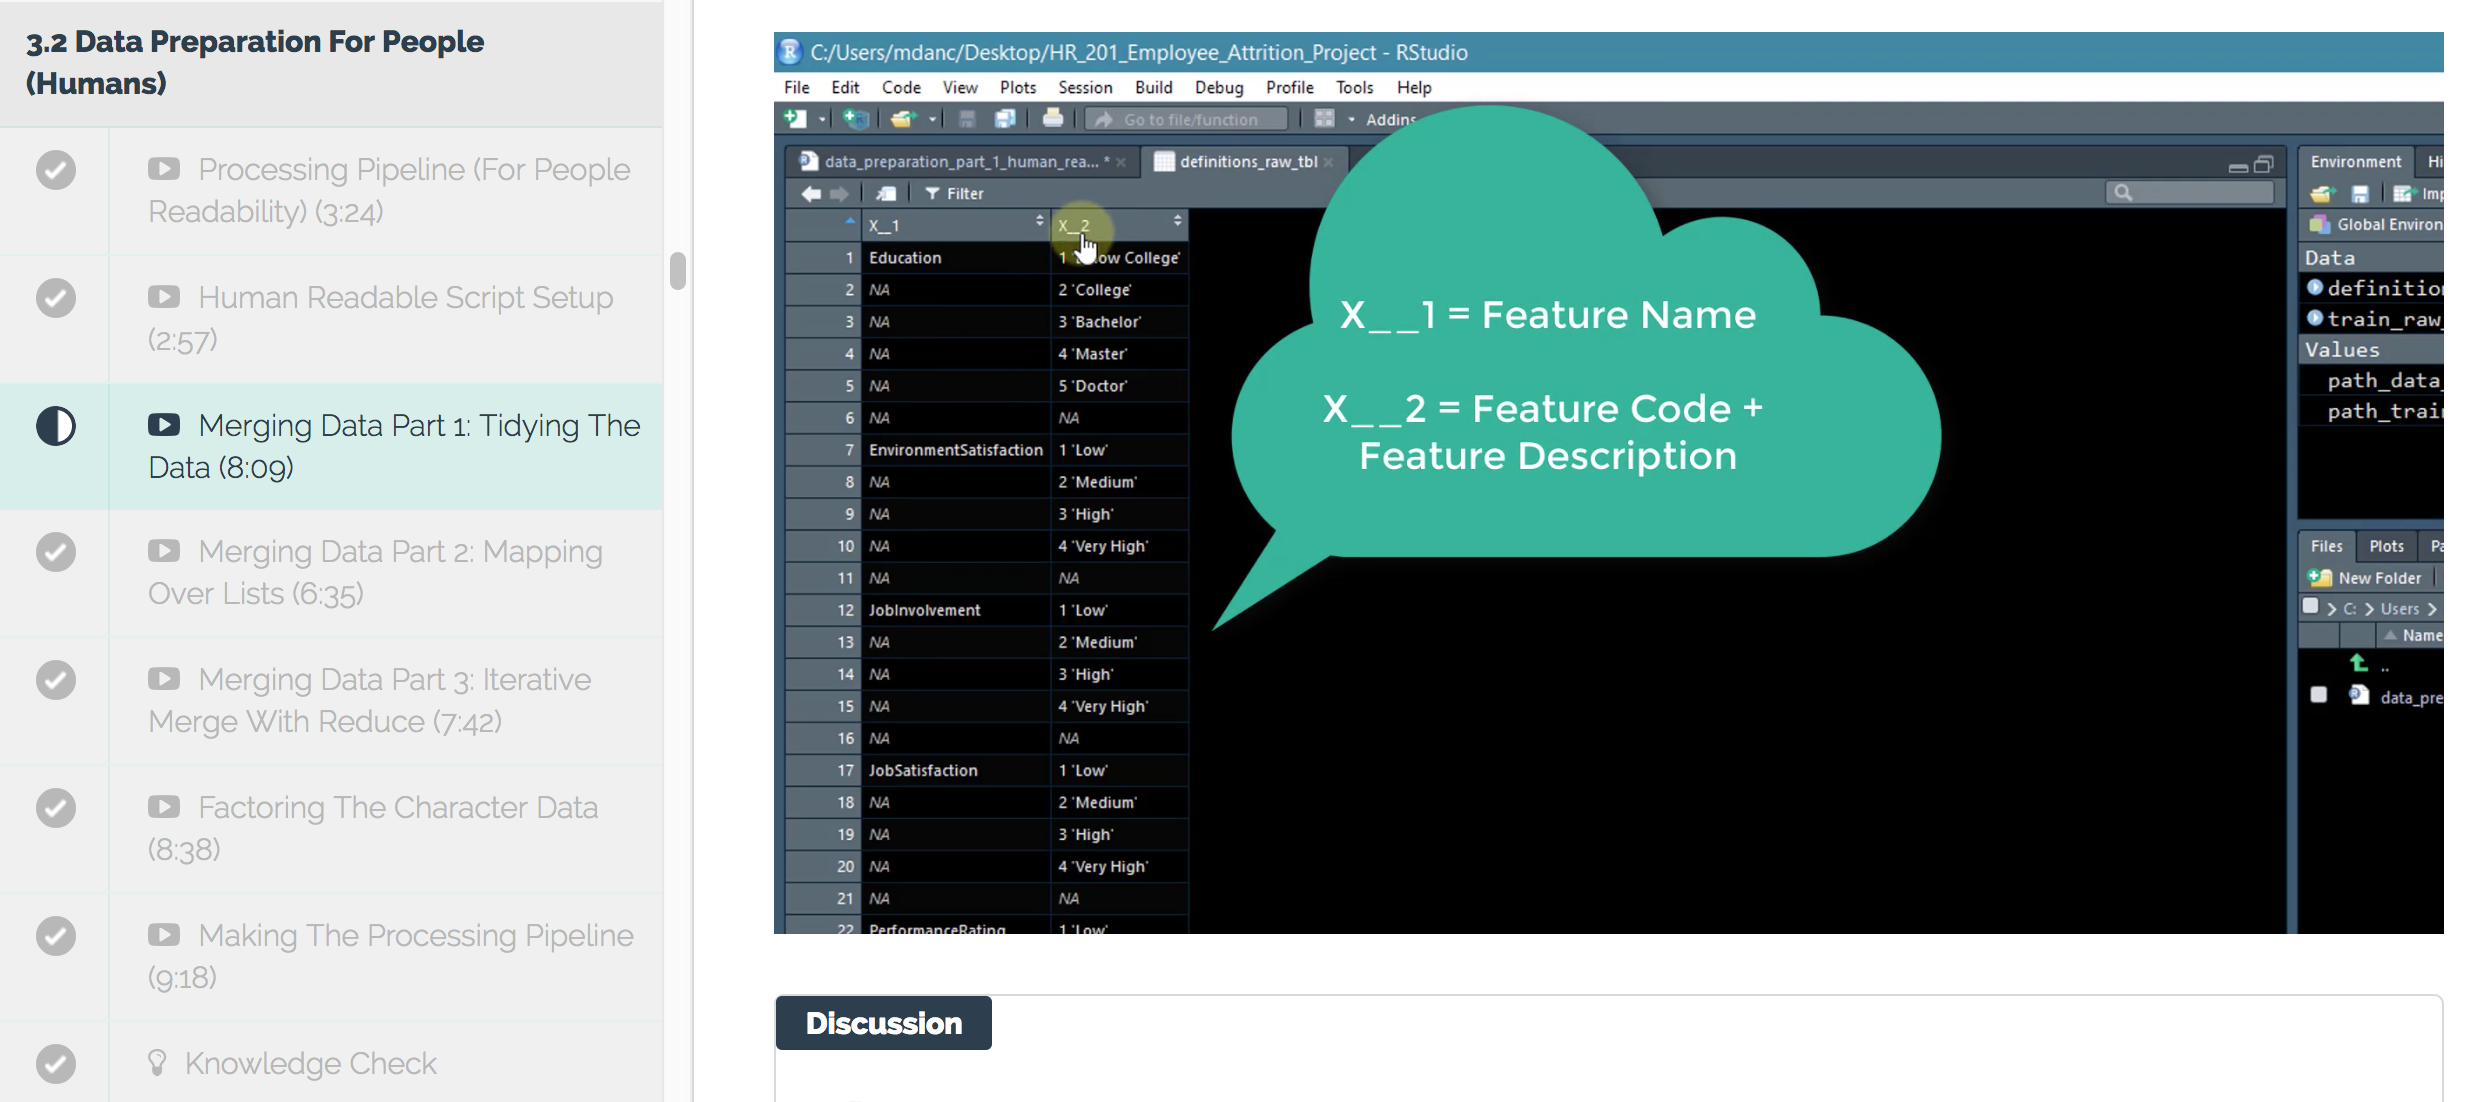 3.2 Data Preparation For People
(Humans)
Processing Pipeline (For People
Readability) (3:24)
Human Readable Script Setup
(2:57)
Merging Data Part 1: Tidying The
Data (8:09)
Merging Data Part 2: Mapping
Over Lists (6:35)
Merging Data Part 3: Iterative
Merge With Reduce (7:42)
Factoring The Character Data
(8:38)
Making The Processing Pipeline
(9:18)
Knowledge Check
C:/Users/mdanc/Desktop/HR_201_Employee_Attrition_Project - RStudio
File Edit Code View Plots Session Build Debug Profile Tools Help
Go to file/function Addins
data_preparation_part_1_human_rea... * × definitions_raw_tbl ×
Filter
X__1 X__2
1 Education 1 'Below College'
2 NA 2 'College'
3 NA 3 'Bachelor'
4 NA 4 'Master'
5 NA 5 'Doctor'
6 NA NA
7 EnvironmentSatisfaction 1 'Low'
8 NA 2 'Medium'
9 NA 3 'High'
10 NA 4 'Very High'
11 NA NA
12 JobInvolvement 1 'Low'
13 NA 2 'Medium'
14 NA 3 'High'
15 NA 4 'Very High'
16 NA NA
17 JobSatisfaction 1 'Low'
18 NA 2 'Medium'
19 NA 3 'High'
20 NA 4 'Very High'
21 NA NA
22 PerformanceRating 1 'Low'
X__1 = Feature Name
X__2 = Feature Code +
Feature Description
Environment Hi
Imp
Global Environ
Data
definitio
train_raw_
Values
path_data_
path_trai
Files Plots Pa
New Folder
C: Users
Name
..
data_pre
Discussion